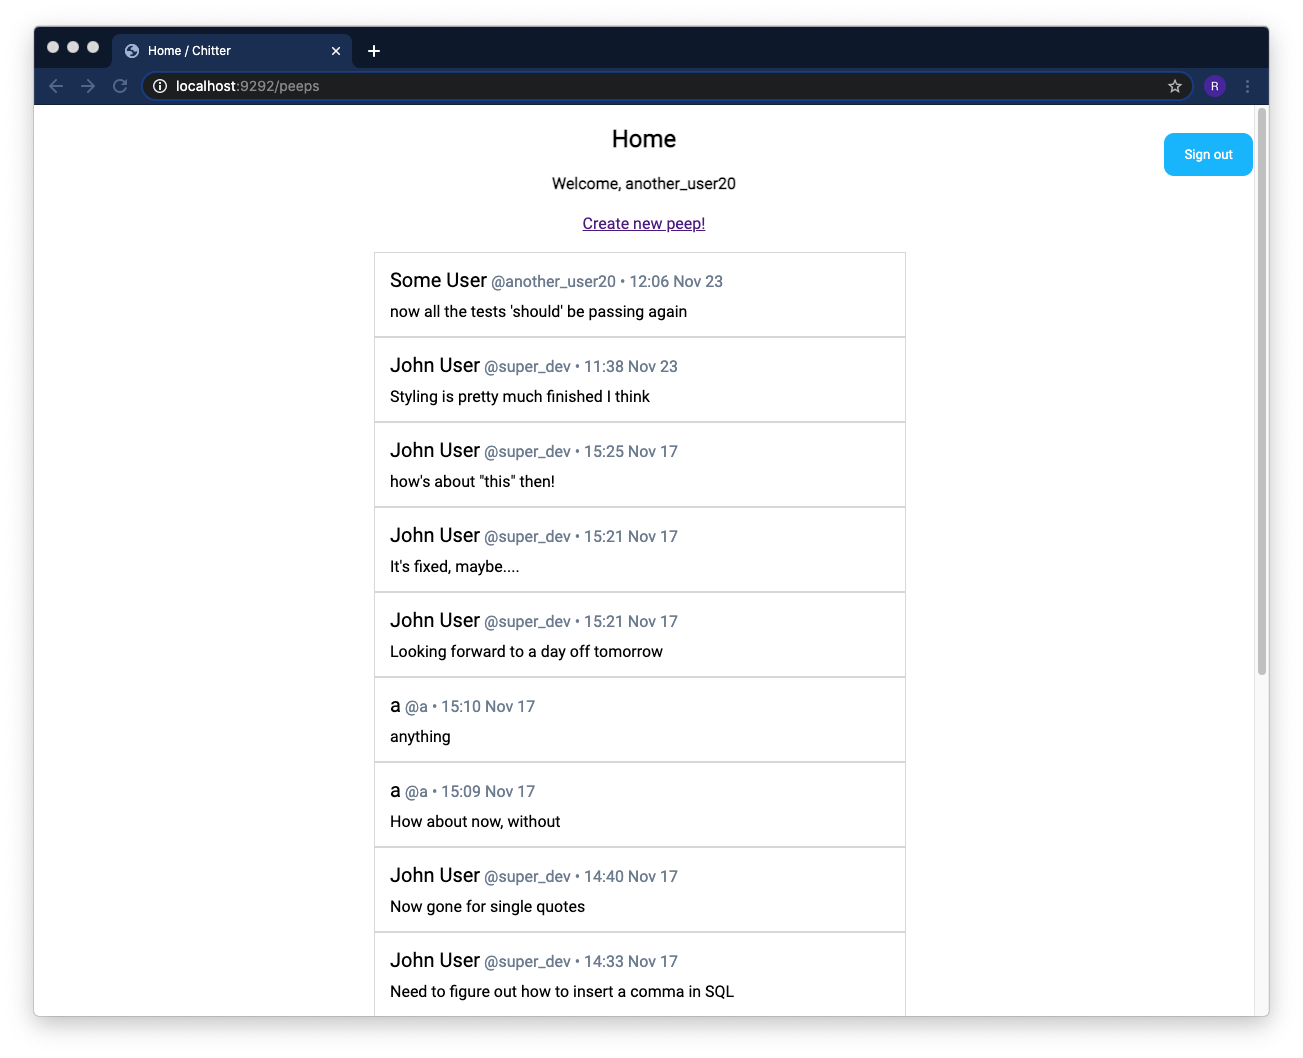 Home / Chitter
localhost:9292/peeps
R
Home
Sign out
Welcome, another_user20
Create new peep!
Some User @another_user20 • 12:06 Nov 23
now all the tests 'should' be passing again
John User @super_dev • 11:38 Nov 23
Styling is pretty much finished I think
John User @super_dev • 15:25 Nov 17
how's about "this" then!
John User @super_dev • 15:21 Nov 17
It's fixed, maybe....
John User @super_dev • 15:21 Nov 17
Looking forward to a day off tomorrow
a @a • 15:10 Nov 17
anything
a @a • 15:09 Nov 17
How about now, without
John User @super_dev • 14:40 Nov 17
Now gone for single quotes
John User @super_dev • 14:33 Nov 17
Need to figure out how to insert a comma in SQL